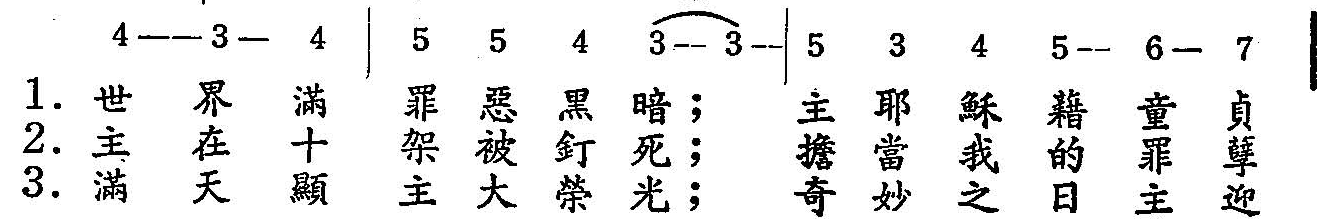 4——3— 4 | 5 5 4 3-- 3--| 5 3 4 5-- 6— 7 |
1. 世界滿罪惡黑暗；主耶穌藉童貞
2. 主在十架被釘死；擔當我的罪孽
3. 滿天顯主大榮光；奇妙之日主迎